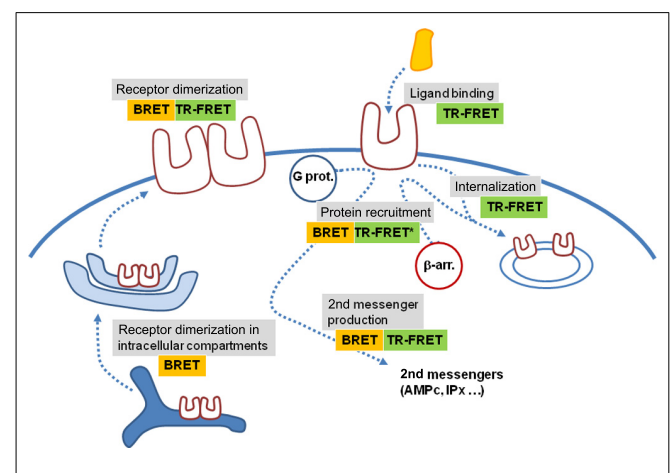 Receptor dimerization
BRET TR-FRET
Ligand binding
TR-FRET
G prot.
Internalization
TR-FRET
Protein recruitment
BRET TR-FRET*
β-arr.
2nd messenger
production
BRET TR-FRET
Receptor dimerization in
intracellular compartments
BRET
2nd messengers
(AMPc, IPx ...)